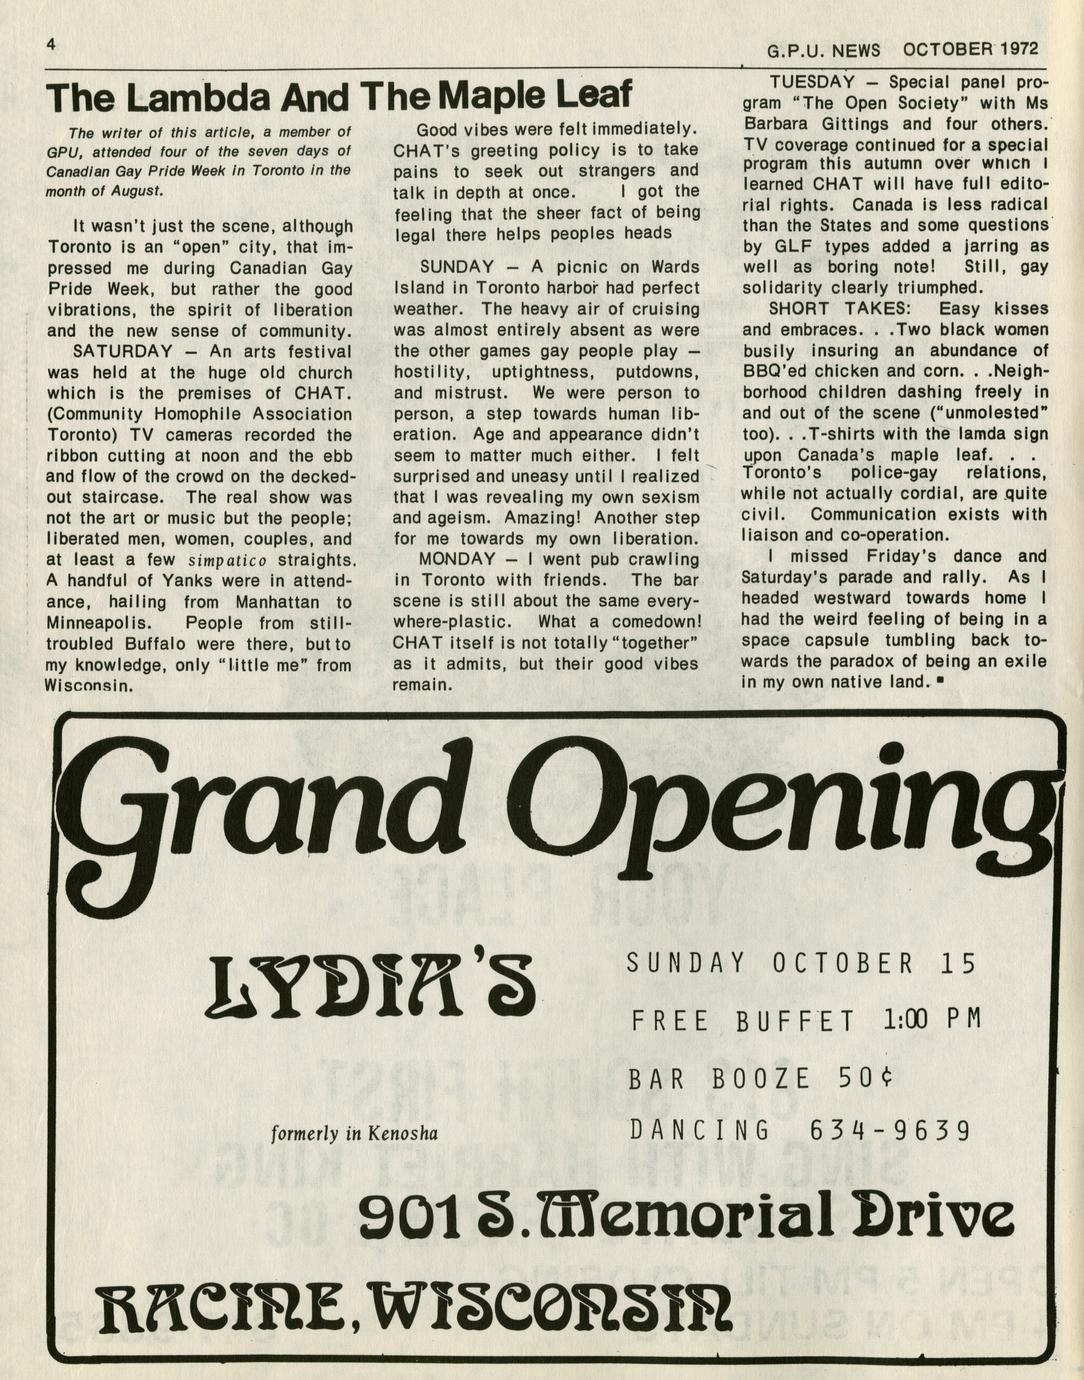 4
G.P.U. NEWS OCTOBER 1972
The Lambda And The Maple Leaf
The writer of this article, a member of
GPU, attended four of the seven days of
Canadian Gay Pride Week in Toronto in the
month of August.
It wasn't just the scene, although
Toronto is an "open" city, that im-
pressed me during Canadian Gay
Pride Week, but rather the good
vibrations, the spirit of liberation
and the new sense of community.
SATURDAY — An arts festival
was held at the huge old church
which is the premises of CHAT.
(Community Homophile Association
Toronto) TV cameras recorded the
ribbon cutting at noon and the ebb
and flow of the crowd on the decked-
out staircase. The real show was
not the art or music but the people;
liberated men, women, couples, and
at least a few simpatico straights.
A handful of Yanks were in attend-
ance, hailing from Manhattan to
Minneapolis. People from still-
troubled Buffalo were there, but to
my knowledge, only "little me" from
Wisconsin.
Good vibes were felt immediately.
CHAT's greeting policy is to take
pains to seek out strangers and
talk in depth at once. I got the
feeling that the sheer fact of being
legal there helps peoples heads
SUNDAY — A picnic on Wards
Island in Toronto harbor had perfect
weather. The heavy air of cruising
was almost entirely absent as were
the other games gay people play —
hostility, uptightness, putdowns,
and mistrust. We were person to
person, a step towards human lib-
eration. Age and appearance didn't
seem to matter much either. I felt
surprised and uneasy until I realized
that I was revealing my own sexism
and ageism. Amazing! Another step
for me towards my own liberation.
MONDAY — I went pub crawling
in Toronto with friends. The bar
scene is still about the same every-
where-plastic. What a comedown!
CHAT itself is not totally "together"
as it admits, but their good vibes
remain.
TUESDAY — Special panel pro-
gram "The Open Society" with Ms
Barbara Gittings and four others.
TV coverage continued for a special
program this autumn over which I
learned CHAT will have full edito-
rial rights. Canada is less radical
than the States and some questions
by GLF types added a jarring as
well as boring note! Still, gay
solidarity clearly triumphed.
SHORT TAKES: Easy kisses
and embraces. . .Two black women
busily insuring an abundance of
BBQ'ed chicken and corn. . .Neigh-
borhood children dashing freely in
and out of the scene ("unmolested"
too). . .T-shirts with the lamda sign
upon Canada's maple leaf. . .
Toronto's police-gay relations,
while not actually cordial, are quite
civil. Communication exists with
liaison and co-operation.
I missed Friday's dance and
Saturday's parade and rally. As I
headed westward towards home I
had the weird feeling of being in a
space capsule tumbling back to-
wards the paradox of being an exile
in my own native land. ■
Grand Opening
LYDIA'S
SUNDAY OCTOBER 15
FREE BUFFET 1:00 PM
BAR BOOZE 50¢
formerly in Kenosha
DANCING 634-9639
901 S. Memorial Drive
RACINE, WISCONSIN